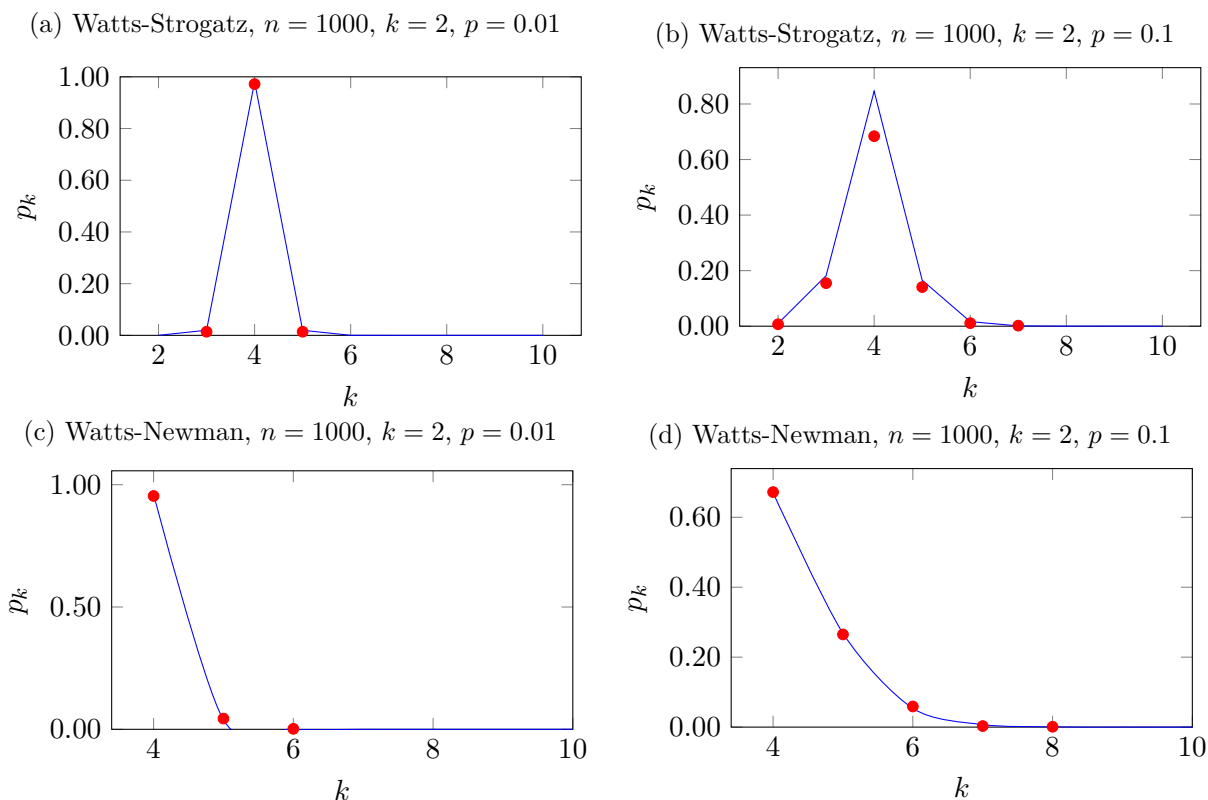 (a) Watts-Strogatz, n = 1000, k = 2, p = 0.01
1.00
0.80
0.60
0.40
0.20
0.00
p_k
2 4 6 8 10
k
(b) Watts-Strogatz, n = 1000, k = 2, p = 0.1
0.80
0.60
0.40
0.20
0.00
p_k
2 4 6 8 10
k
(c) Watts-Newman, n = 1000, k = 2, p = 0.01
1.00
0.50
0.00
p_k
4 6 8 10
k
(d) Watts-Newman, n = 1000, k = 2, p = 0.1
0.60
0.40
0.20
0.00
p_k
4 6 8 10
k